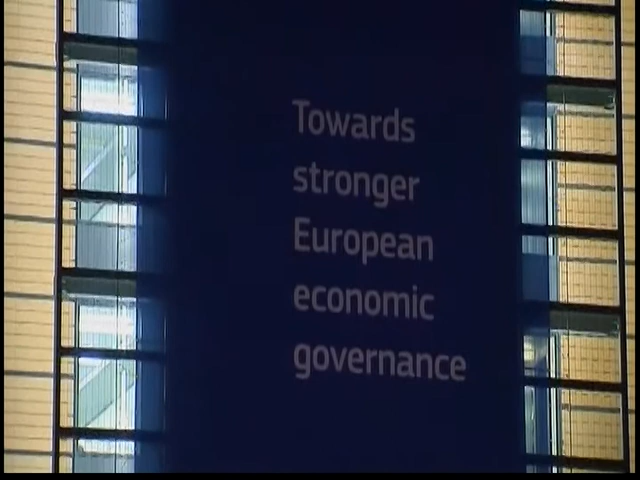 Towards
stronger
European
economic
governance